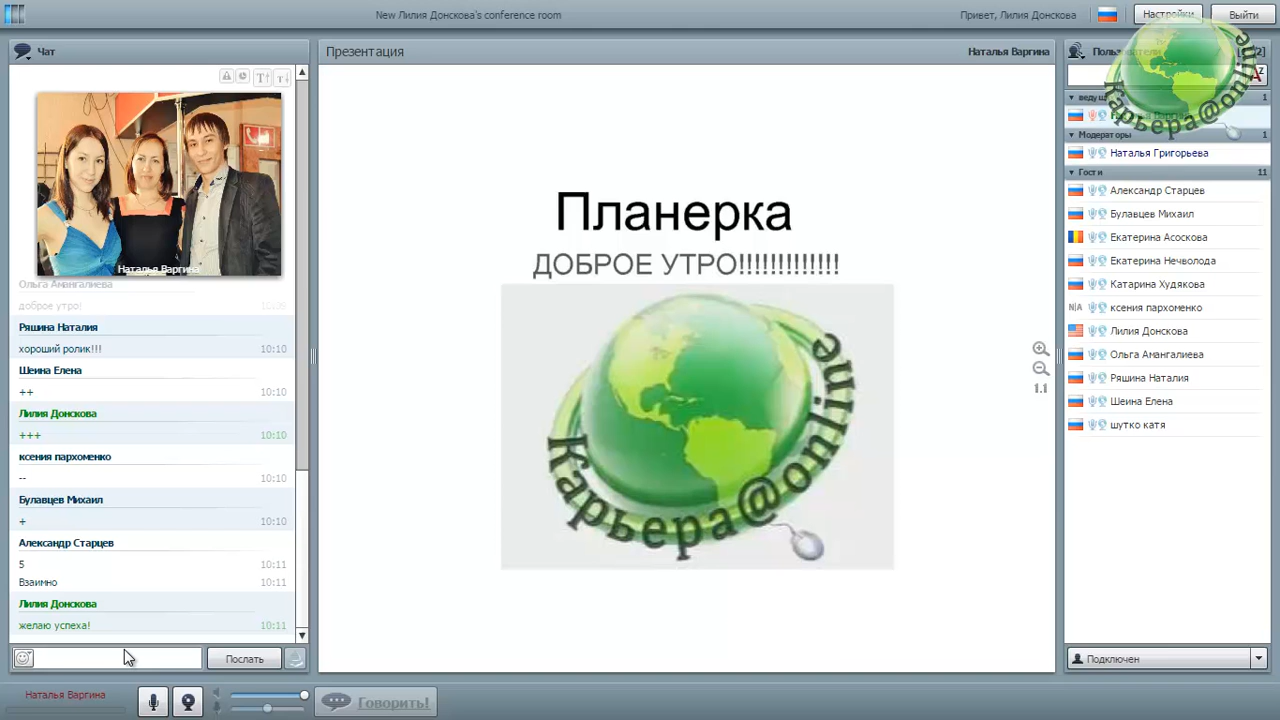 New Лилия Донскова's conference room
Привет, Лилия Донскова
Настройки
Выйти
Чат
Наталья Варгина
Ольга Амангалиева
доброе утро!
Ряшина Наталия
хороший ролик!!!
10:10
Шеина Елена
++
10:10
Лилия Донскова
+++
10:10
ксения пархоменко
--
10:10
Булавцев Михаил
+
10:10
Александр Старцев
5
10:11
Взаимно
10:11
Лилия Донскова
желаю успеха!
10:11
Послать
Наталья Варгина
Говорить!
Презентация
Наталья Варгина
Планерка
ДОБРОЕ УТРО!!!!!!!!!!!!!
Карьера@online
1.1
Карьера@online
1
Модераторы
1
Наталья Григорьева
Гости
11
Александр Старцев
Булавцев Михаил
Екатерина Асоскова
Екатерина Нечволода
Катарина Худякова
N|A
ксения пархоменко
Лилия Донскова
Ольга Амангалиева
Ряшина Наталия
Шеина Елена
шутко катя
Подключен